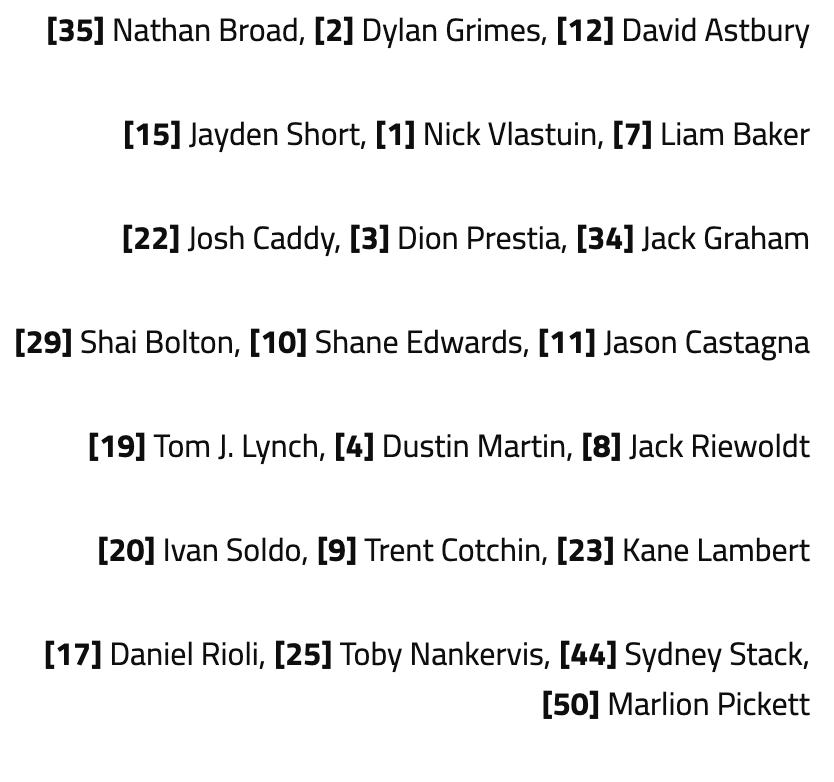 [35] Nathan Broad, [2] Dylan Grimes, [12] David Astbury
[15] Jayden Short, [1] Nick Vlastuin, [7] Liam Baker
[22] Josh Caddy, [3] Dion Prestia, [34] Jack Graham
[29] Shai Bolton, [10] Shane Edwards, [11] Jason Castagna
[19] Tom J. Lynch, [4] Dustin Martin, [8] Jack Riewoldt
[20] Ivan Soldo, [9] Trent Cotchin, [23] Kane Lambert
[17] Daniel Rioli, [25] Toby Nankervis, [44] Sydney Stack,
[50] Marlion Pickett